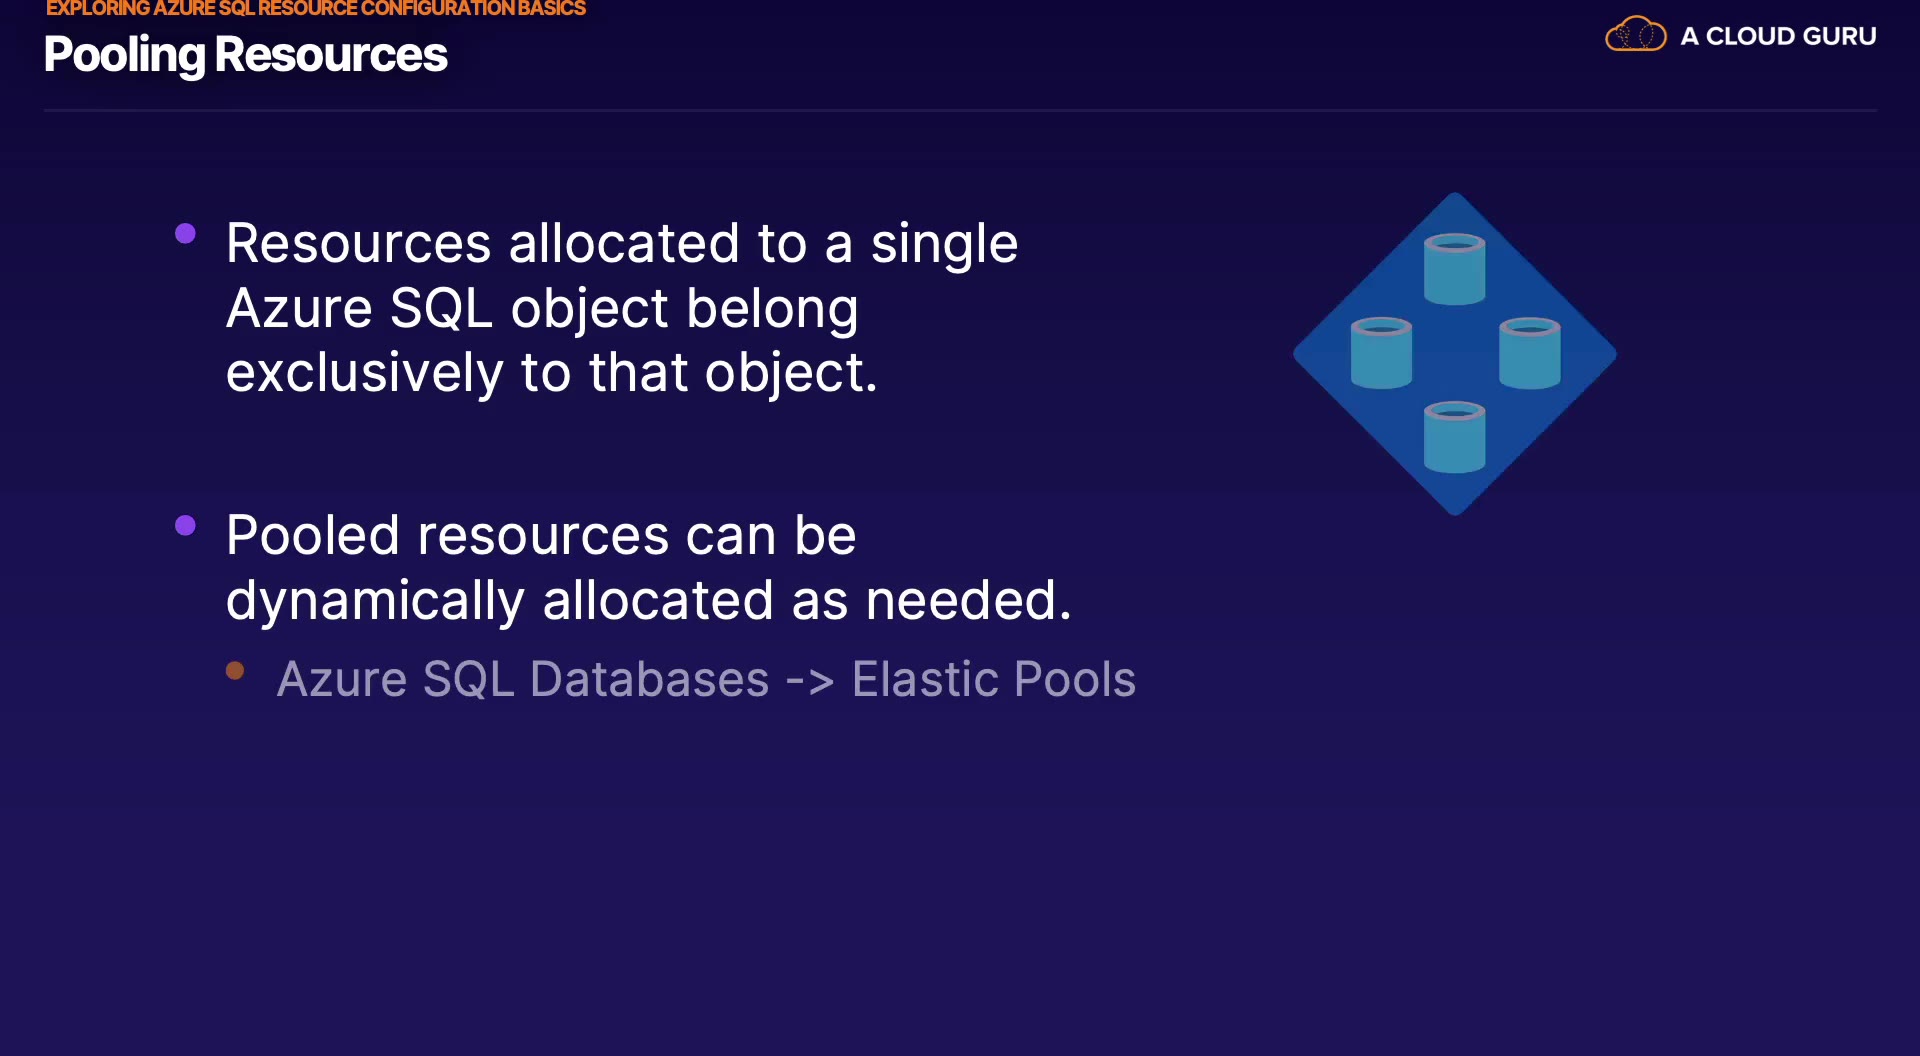 EXPLORING AZURE SQL RESOURCE CONFIGURATION BASICS
Pooling Resources
A CLOUD GURU
Resources allocated to a single
Azure SQL object belong
exclusively to that object.
Pooled resources can be
dynamically allocated as needed.
Azure SQL Databases -> Elastic Pools